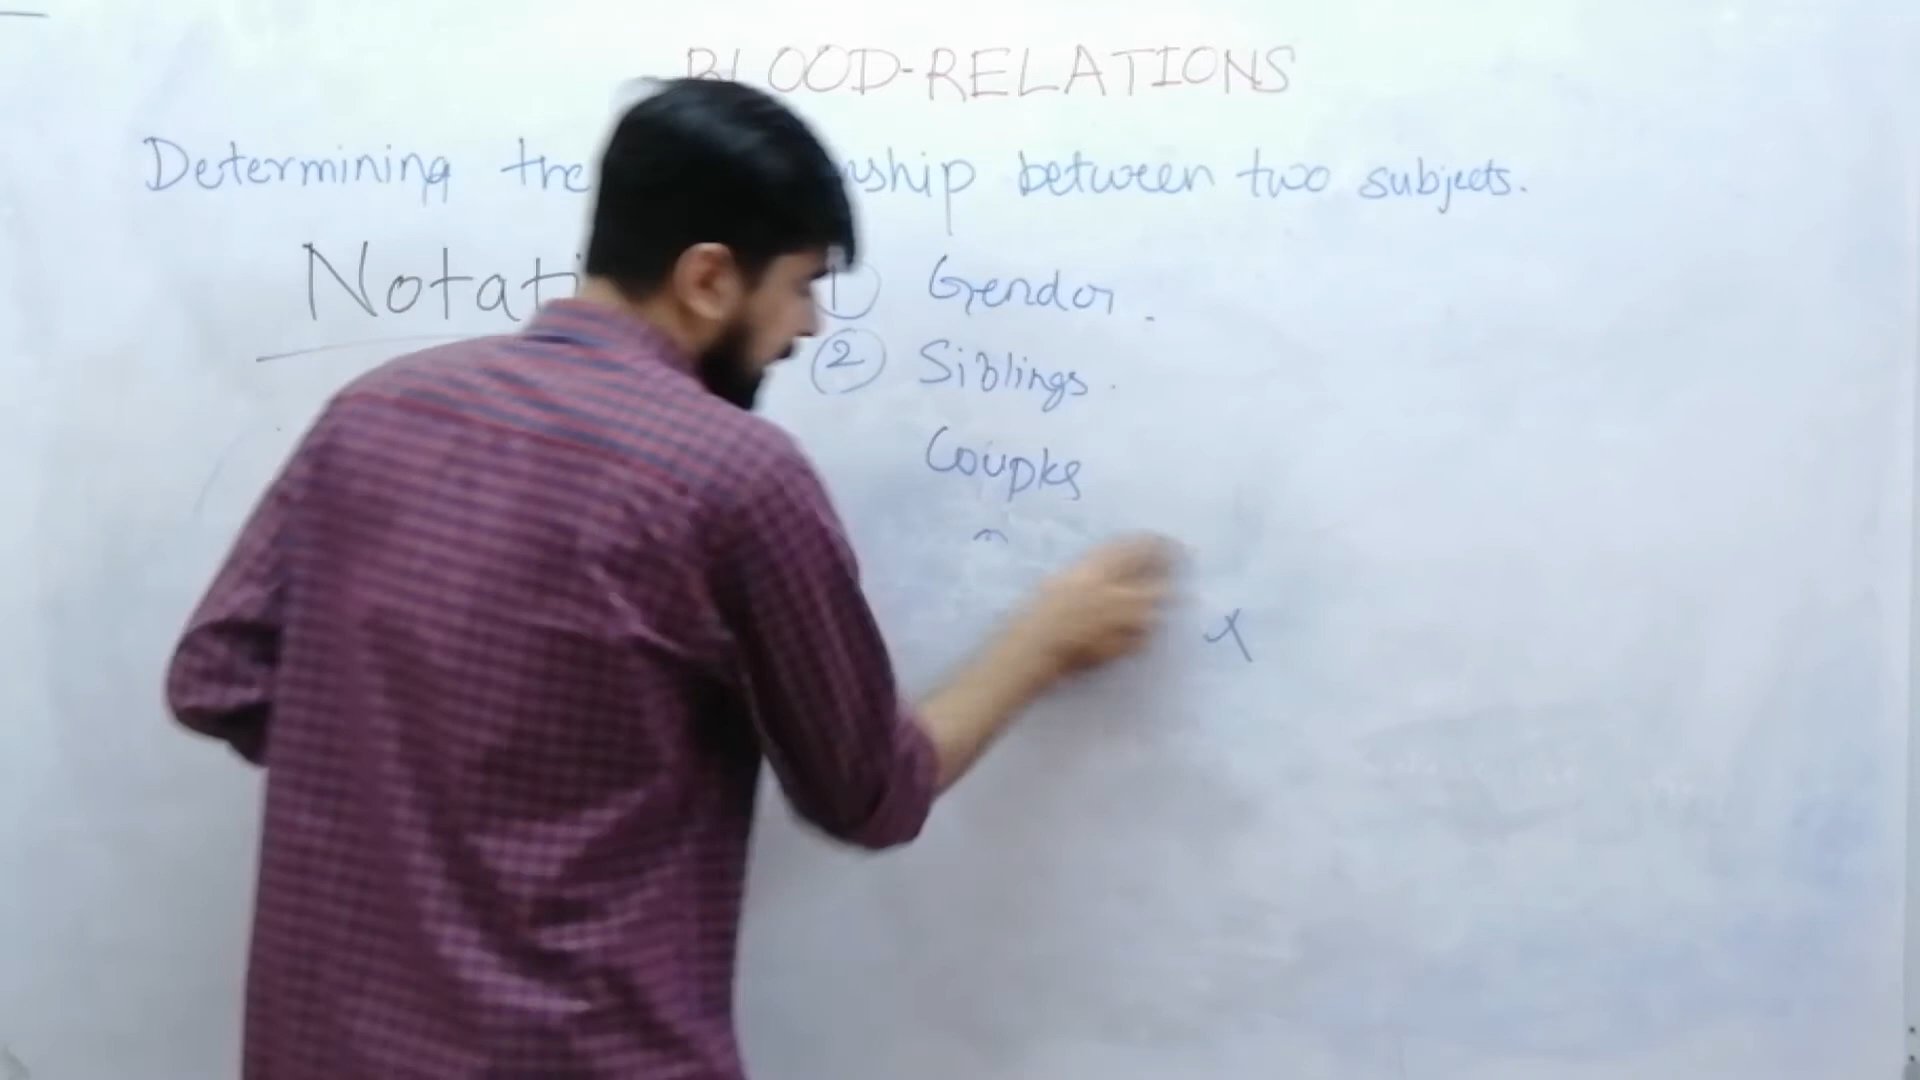 BLOOD-RELATIONS
Determining the nship between two subjects.
Notati 1) Gender.
2 Siblings.
Couples
x